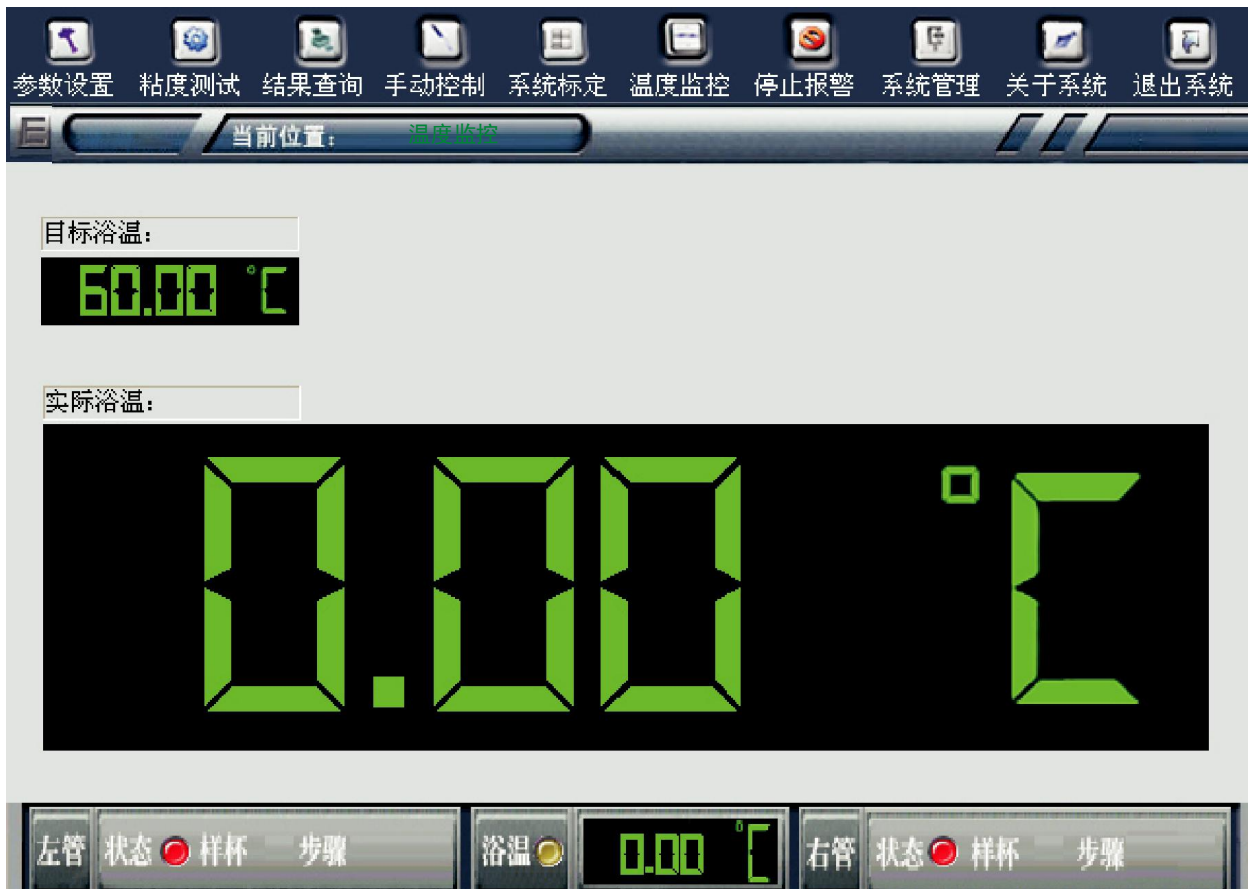 参数设置 粘度测试 结果查询 手动控制 系统标定 温度监控 停止报警 系统管理 关于系统 退出系统
当前位置: 温度监控
目标浴温:
60.00 °C
实际浴温:
0.00 °C
左管 状态 样杯 步骤 浴温 0.00 °C 右管 状态 样杯 步骤